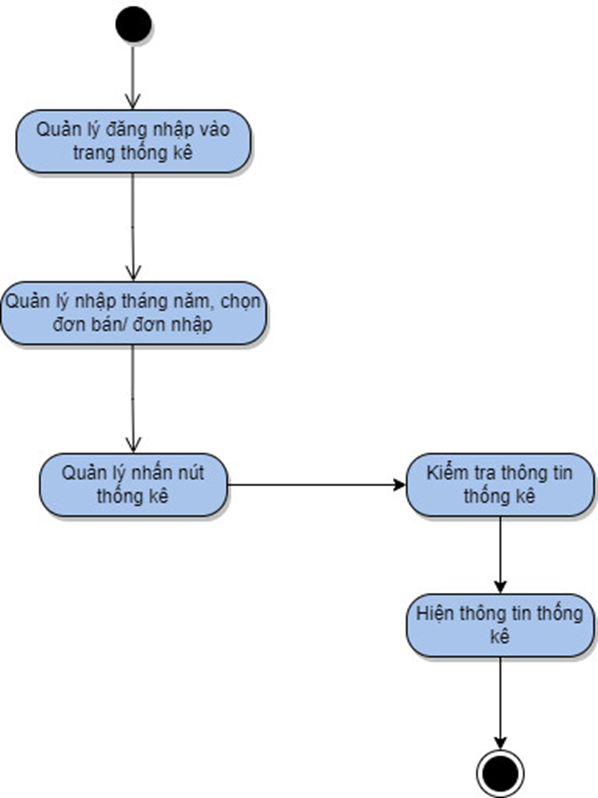 Quản lý đăng nhập vào
trang thống kê
Quản lý nhập tháng năm, chọn
đơn bán/ đơn nhập
Quản lý nhấn nút
thống kê
Kiểm tra thông tin
thống kê
Hiện thông tin thống
kê